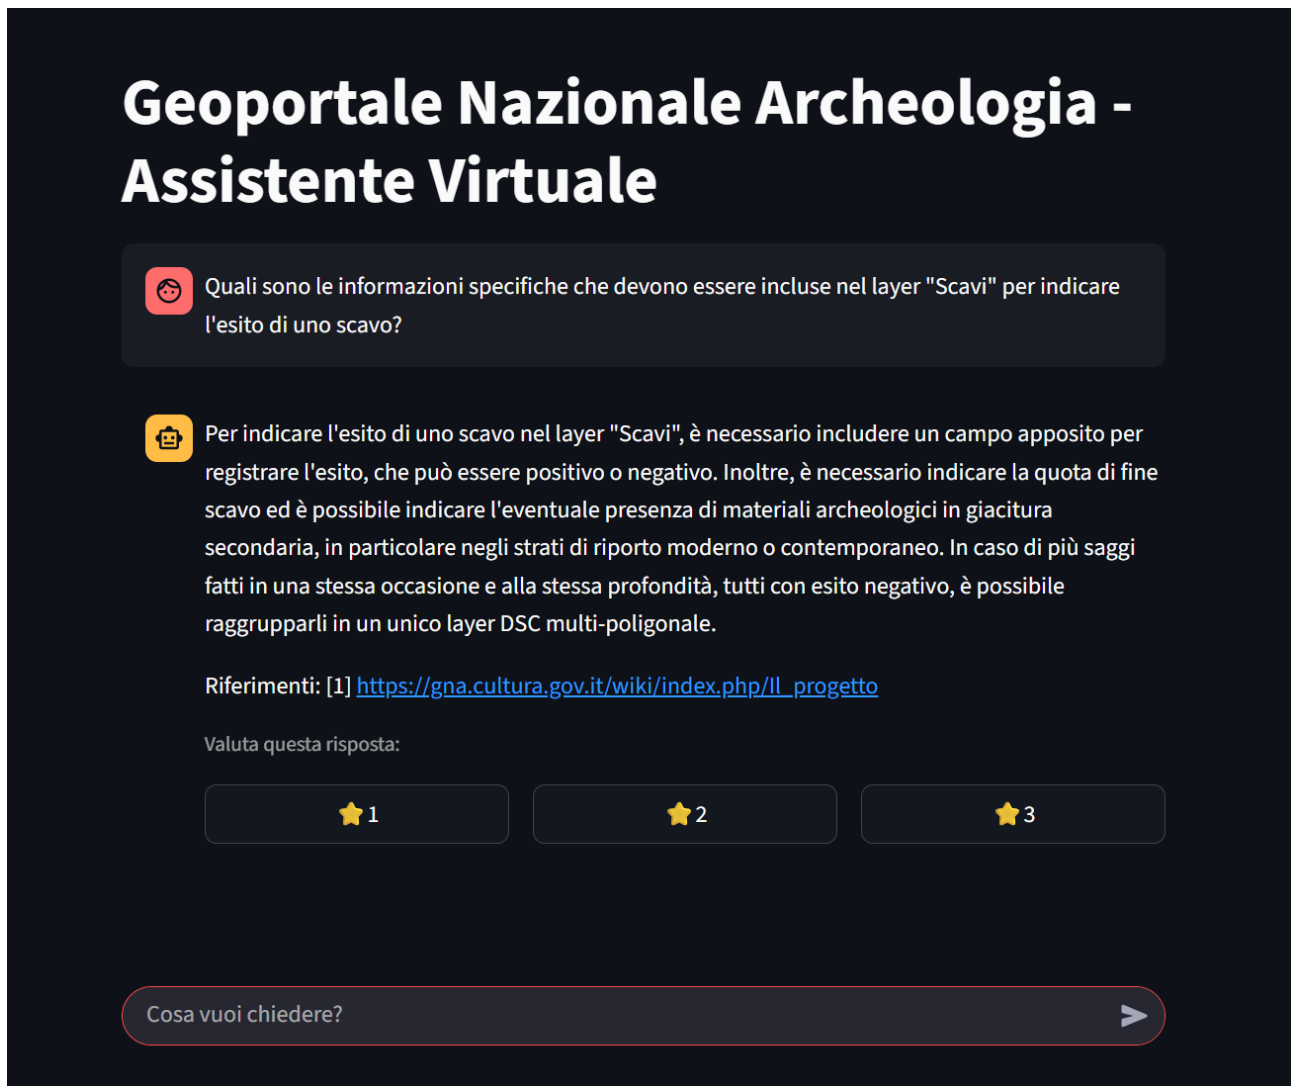 Geoportale Nazionale Archeologia -
Assistente Virtuale
Quali sono le informazioni specifiche che devono essere incluse nel layer "Scavi" per indicare
l'esito di uno scavo?
Per indicare l'esito di uno scavo nel layer "Scavi", è necessario includere un campo apposito per
registrare l'esito, che può essere positivo o negativo. Inoltre, è necessario indicare la quota di fine
scavo ed è possibile indicare l'eventuale presenza di materiali archeologici in giacitura
secondaria, in particolare negli strati di riporto moderno o contemporaneo. In caso di più saggi
fatti in una stessa occasione e alla stessa profondità, tutti con esito negativo, è possibile
raggrupparli in un unico layer DSC multi-poligonale.
Riferimenti: [1] https://gna.cultura.gov.it/wiki/index.php/Il_progetto
Valuta questa risposta:
⭐1 ⭐2 ⭐3
Cosa vuoi chiedere?